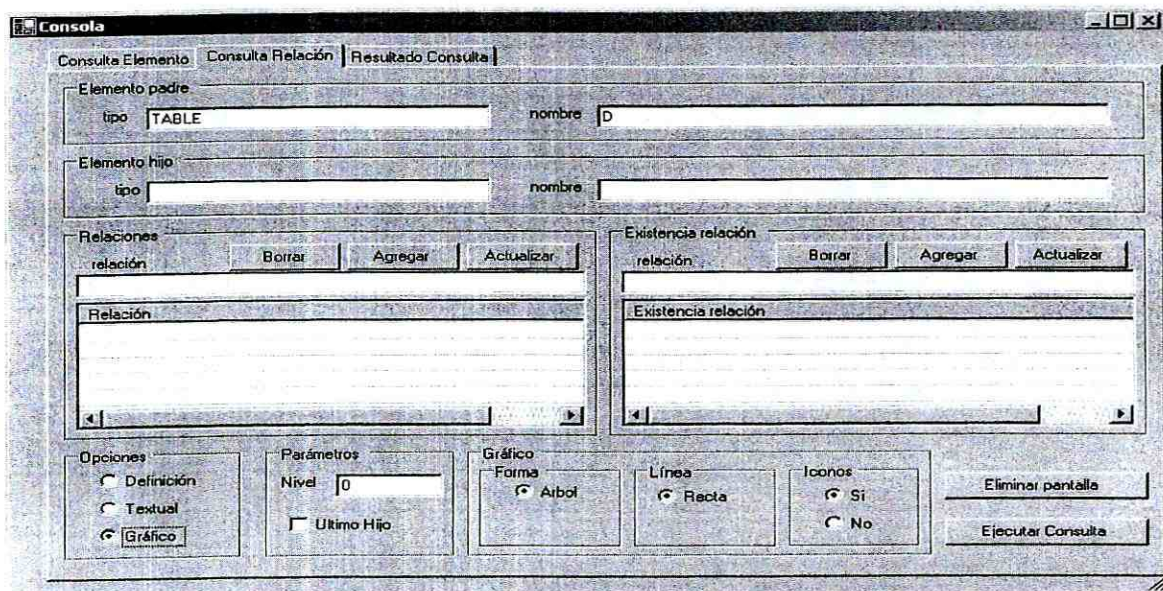 Consola
Consulta Elemento Consulta Relación Resultado Consulta
Elemento padre
tipo TABLE nombre D
Elemento hijo
tipo nombre
Relaciones Existencia relación
relación Borrar Agregar Actualizar relación Borrar Agregar Actualizar
Relación Existencia relación
Opciones Parámetros Gráfico
Definición Nivel 0 Forma Línea Iconos
Arbol Recta Si Eliminar pantalla
Textual Ultimo Hijo No
Gráfico Ejecutar Consulta